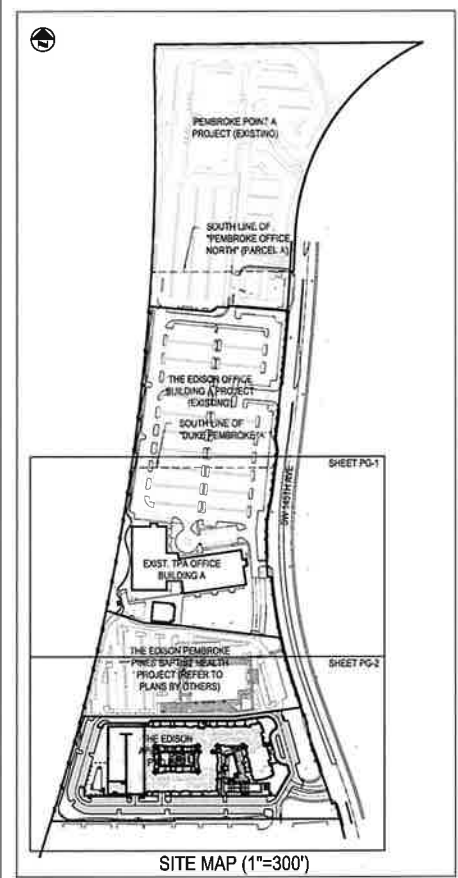 PEMBROKE POINT A
PROJECT (EXISTING)
SOUTH LINE OF
"PEMBROKE OFFICE
NORTH" (PARCEL A)
THE EDISON OFFICE
BUILDING A PROJECT
(EXISTING)
SOUTH LINE OF
"DUKE PEMBROKE
SHEET PG-1
SW 145TH AVE
EXIST. TPA OFFICE
BUILDING A
THE EDISON PEMBROKE
PINES BAPTIST HEALTH
PROJECT (REFER TO
PLANS BY OTHERS)
SHEET PG-2
THE EDISON
SITE MAP (1"=300')